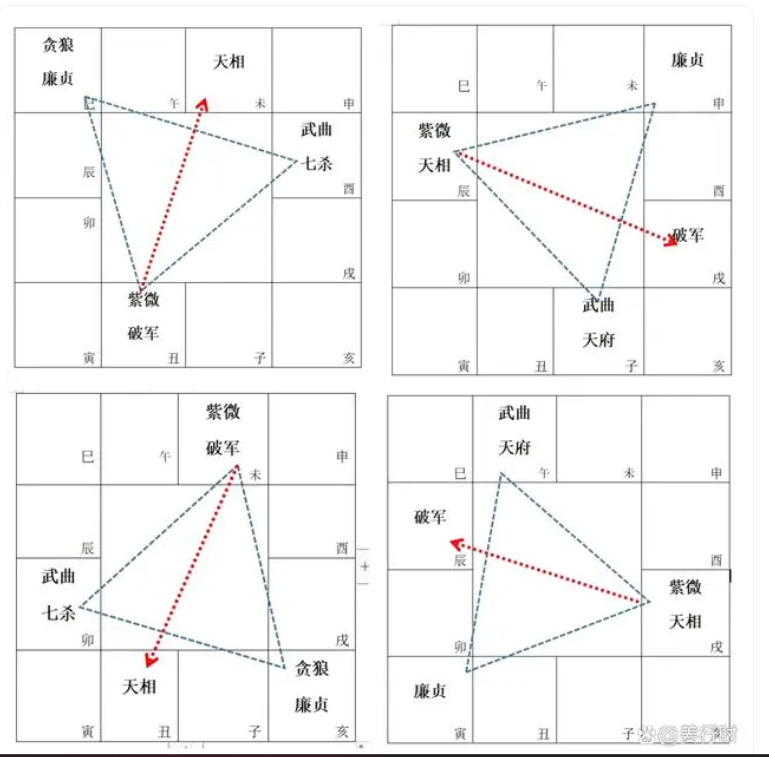 贪狼
廉贞
天相
巳 午 未 申
武曲
七杀
辰 酉
卯 戌
紫微
破军
寅 丑 子 亥
廉贞
巳 午 未 申
紫微
天相
辰 酉
破军
卯 戌
武曲
天府
寅 丑 子 亥
紫微
破军
巳 午 未 申
辰 酉
武曲
七杀
卯 戌
天相
贪狼
廉贞
寅 丑 子 亥
武曲
天府
巳 午 未 申
破军
辰 酉
紫微
天相
卯 戌
廉贞
寅 丑 子